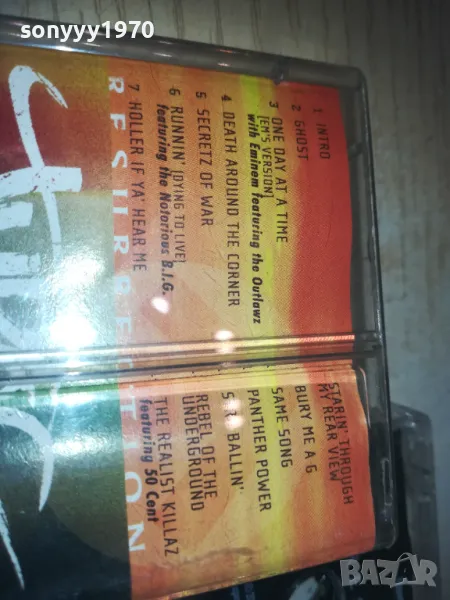 sonyyy1970
1 INTRO
2 GHOST
3 ONE DAY AT A TIME
[EM'S VERSION]
with Eminem featuring the Outlawz
4 DEATH AROUND THE CORNER
5 SECRETZ OF WAR
6 RUNNIN' [DYING TO LIVE]
featuring the Notorious B.I.G.
7 HOLLER IF YA' HEAR ME
STARIN' THROUGH
MY REAR VIEW
BURY ME A G
SAME SONG
PANTHER POWER
BALLIN'
REBEL OF THE
UNDERGROUND
THE REALIST KILLAZ
featuring 50 Cent
RESURRECTION
BAZAR